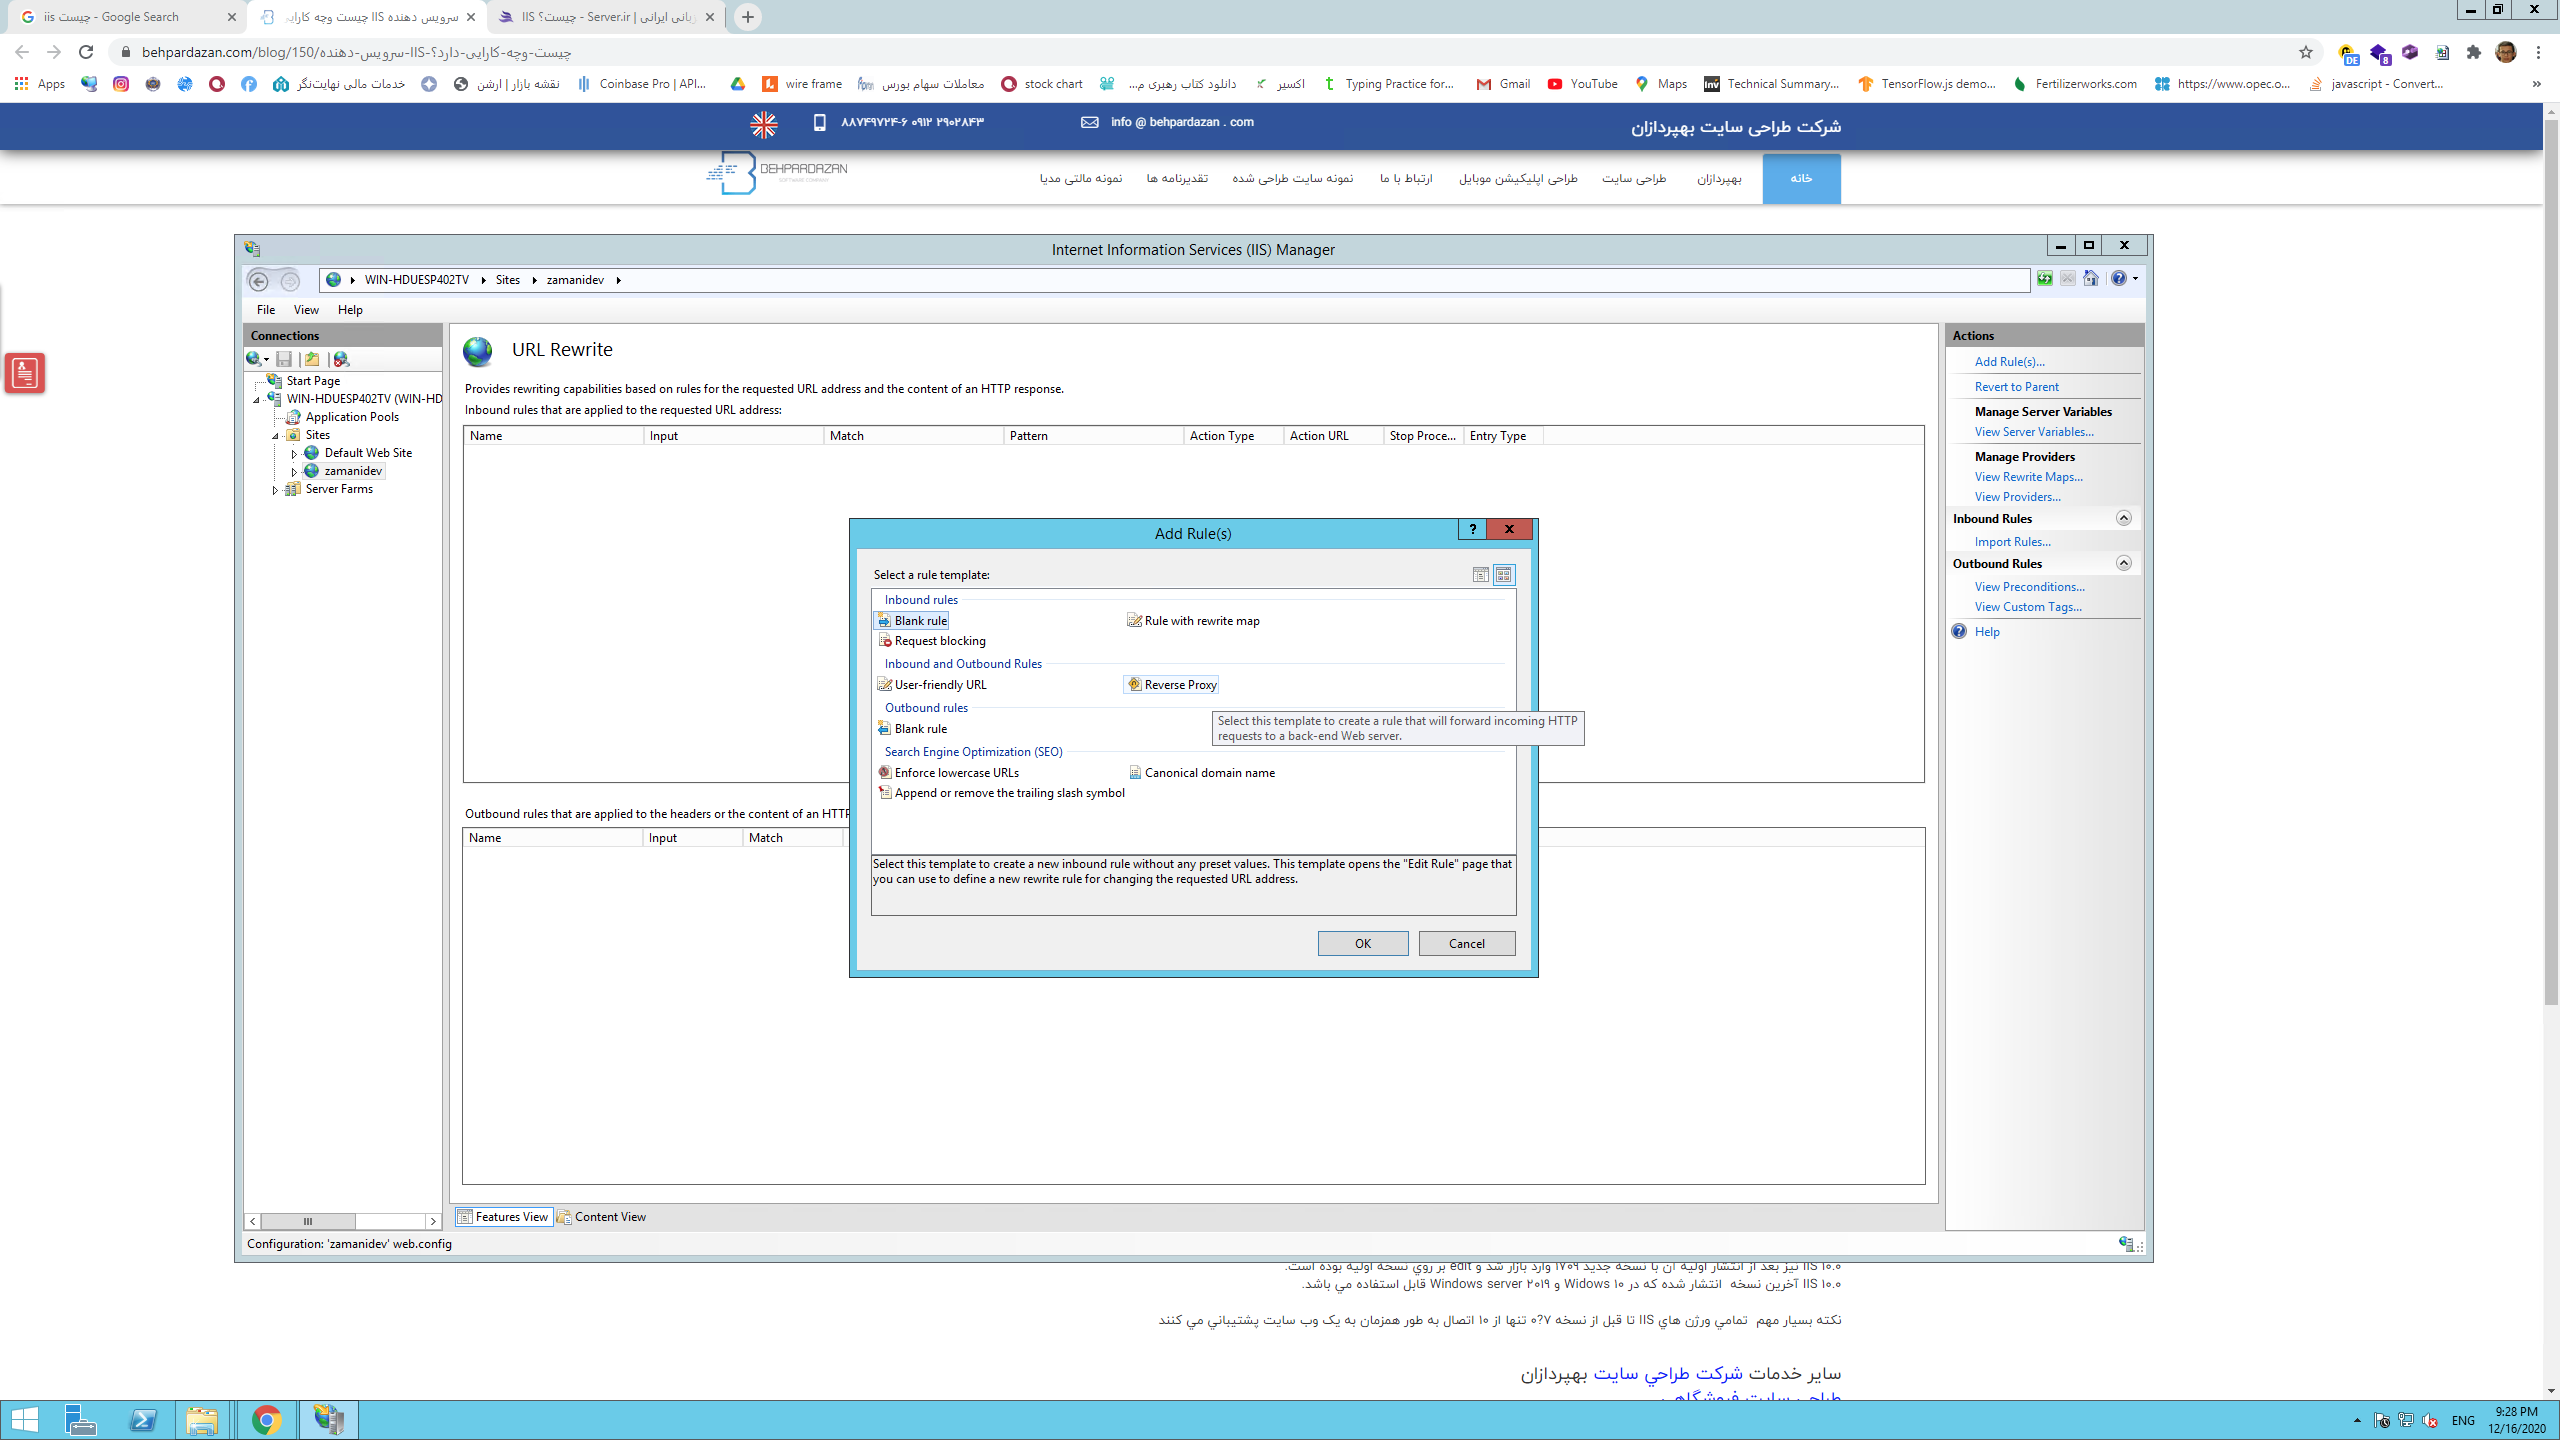 iis چیست - Google Search
سرویس دهنده IIS چیست وچه کارایی
IIS چیست؟ - Server.ir |
behpardazan.com/blog/150/سرویس-دهنده-IIS-چیست-وچه-کارایی-دارد؟
Apps
خدمات مالی نهایت‌نگر
نقشه بازار | ارشن
Coinbase Pro | API...
wire frame
معاملات سهام بورس
stock chart
دانلود کتاب رهبری م...
اکسیر
Typing Practice for...
Gmail
YouTube
Maps
Technical Summary...
TensorFlow.js demo...
Fertilizerworks.com
https://www.opec.o...
javascript - Convert...
»
شرکت طراحی سایت بهپردازان
info @ behpardazan . com
۸۸۷۴۹۷۲۴-۶ ۰۹۱۲ ۲۹۰۲۸۴۳
BEHPARDAZAN
خانه
بهپردازان
طراحی سایت
طراحی اپلیکیشن موبایل
ارتباط با ما
نمونه سایت طراحی شده
تقدیرنامه ها
نمونه مالتی مدیا
Internet Information Services (IIS) Manager
WIN-HDUESP402TV
Sites
zamanidev
File
View
Help
Connections
Start Page
WIN-HDUESP402TV (WIN-HD
Application Pools
Sites
Default Web Site
zamanidev
Server Farms
URL Rewrite
Provides rewriting capabilities based on rules for the requested URL address and the content of an HTTP response.
Inbound rules that are applied to the requested URL address:
Name
Input
Match
Pattern
Action Type
Action URL
Stop Proce...
Entry Type
Add Rule(s)
Select a rule template:
Inbound rules
Blank rule
Rule with rewrite map
Request blocking
Inbound and Outbound Rules
User-friendly URL
Reverse Proxy
Outbound rules
Select this template to create a rule that will forward incoming HTTP
requests to a back-end Web server.
Blank rule
Search Engine Optimization (SEO)
Enforce lowercase URLs
Canonical domain name
Append or remove the trailing slash symbol
Select this template to create a new inbound rule without any preset values. This template opens the "Edit Rule" page that
you can use to define a new rewrite rule for changing the requested URL address.
OK
Cancel
Outbound rules that are applied to the headers or the content of an HTTP
Name
Input
Match
Features View
Content View
Configuration: 'zamanidev' web.config
Actions
Add Rule(s)...
Revert to Parent
Manage Server Variables
View Server Variables...
Manage Providers
View Rewrite Maps...
View Providers...
Inbound Rules
Import Rules...
Outbound Rules
View Preconditions...
View Custom Tags...
Help
IIS ۱۰.۰ نیز بعد از انتشار اولیه آن با نسخه جدید ۱۷۰۹ وارد بازار شد و edit بر روي نسخه اولیه بوده است.
IIS ۱۰.۰ آخرین نسخه انتشار شده که در Widows ۱۰ و Windows server ۲۰۱۹ قابل استفاده مي باشد.
نکته بسیار مهم تمامي ورژن هاي IIS تا قبل از نسخه ۷?۰ تنها از ۱۰ اتصال به طور همزمان به یک وب سایت پشتیباني مي کنند
سایر خدمات شرکت طراحي سایت بهپردازان
طراحی سایت فروشگاهی
ENG
9:28 PM
12/16/2020